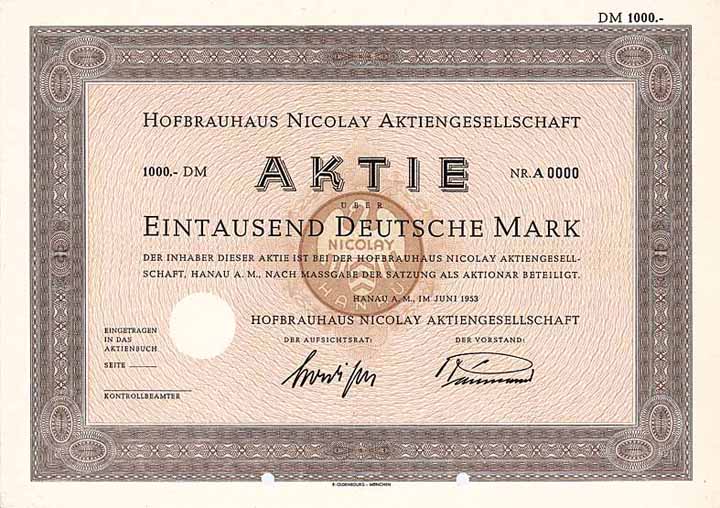 DM 1000.-
HOFBRAUHAUS NICOLAY AKTIENGESELLSCHAFT
1000.- DM AKTIE NR. A 0000
ÜBER
EINTAUSEND DEUTSCHE MARK
NICOLAY
HANAU
DER INHABER DIESER AKTIE IST BEI DER HOFBRAUHAUS NICOLAY AKTIENGESELL-
SCHAFT, HANAU A. M., NACH MASSGABE DER SATZUNG ALS AKTIONÄR BETEILIGT.
HANAU A. M., IM JUNI 1953
HOFBRAUHAUS NICOLAY AKTIENGESELLSCHAFT
EINGETRAGEN
IN DAS
AKTIENBUCH
SEITE
KONTROLLBEAMTER
DER AUFSICHTSRAT:
DER VORSTAND:
R. OLDENBOURG - MÜNCHEN